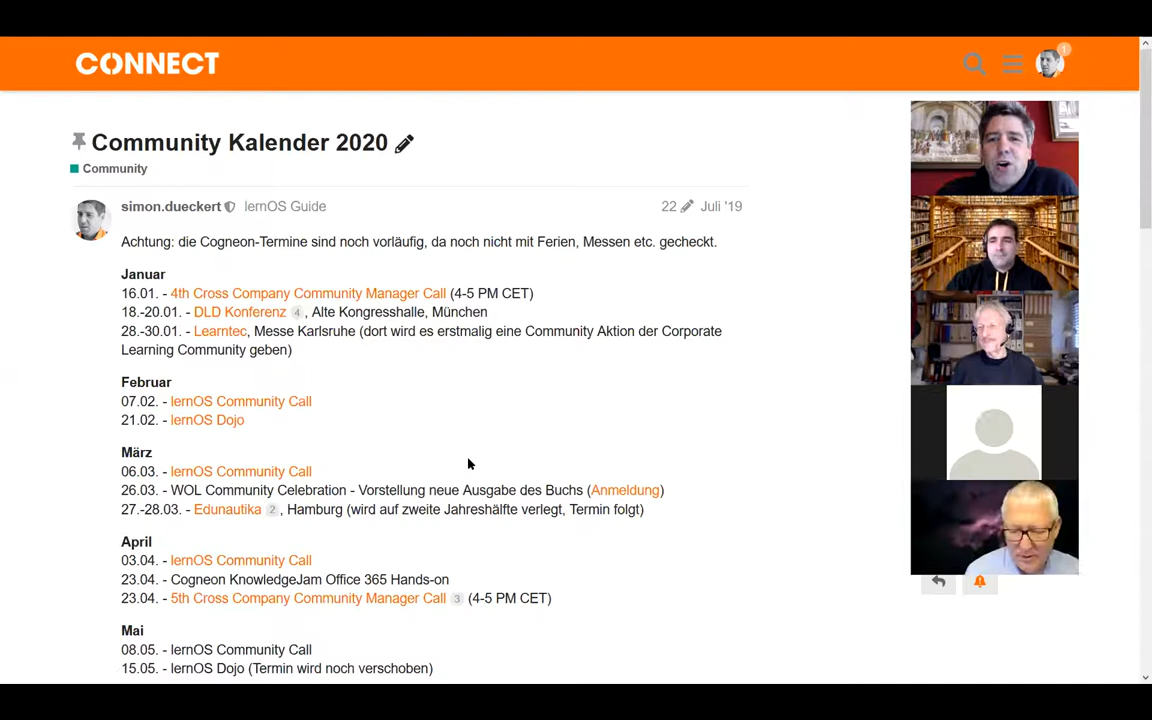 CONNECT
1
Community Kalender 2020
Community
simon.dueckert lernOS Guide 22 Juli '19
Achtung: die Cogneon-Termine sind noch vorläufig, da noch nicht mit Ferien, Messen etc. gecheckt.
Januar
16.01. - 4th Cross Company Community Manager Call (4-5 PM CET)
18.-20.01. - DLD Konferenz 4 , Alte Kongresshalle, München
28.-30.01. - Learntec, Messe Karlsruhe (dort wird es erstmalig eine Community Aktion der Corporate
Learning Community geben)
Februar
07.02. - lernOS Community Call
21.02. - lernOS Dojo
März
06.03. - lernOS Community Call
26.03. - WOL Community Celebration - Vorstellung neue Ausgabe des Buchs (Anmeldung)
27.-28.03. - Edunautika 2 , Hamburg (wird auf zweite Jahreshälfte verlegt, Termin folgt)
April
03.04. - lernOS Community Call
23.04. - Cogneon KnowledgeJam Office 365 Hands-on
23.04. - 5th Cross Company Community Manager Call 3 (4-5 PM CET)
Mai
08.05. - lernOS Community Call
15.05. - lernOS Dojo (Termin wird noch verschoben)